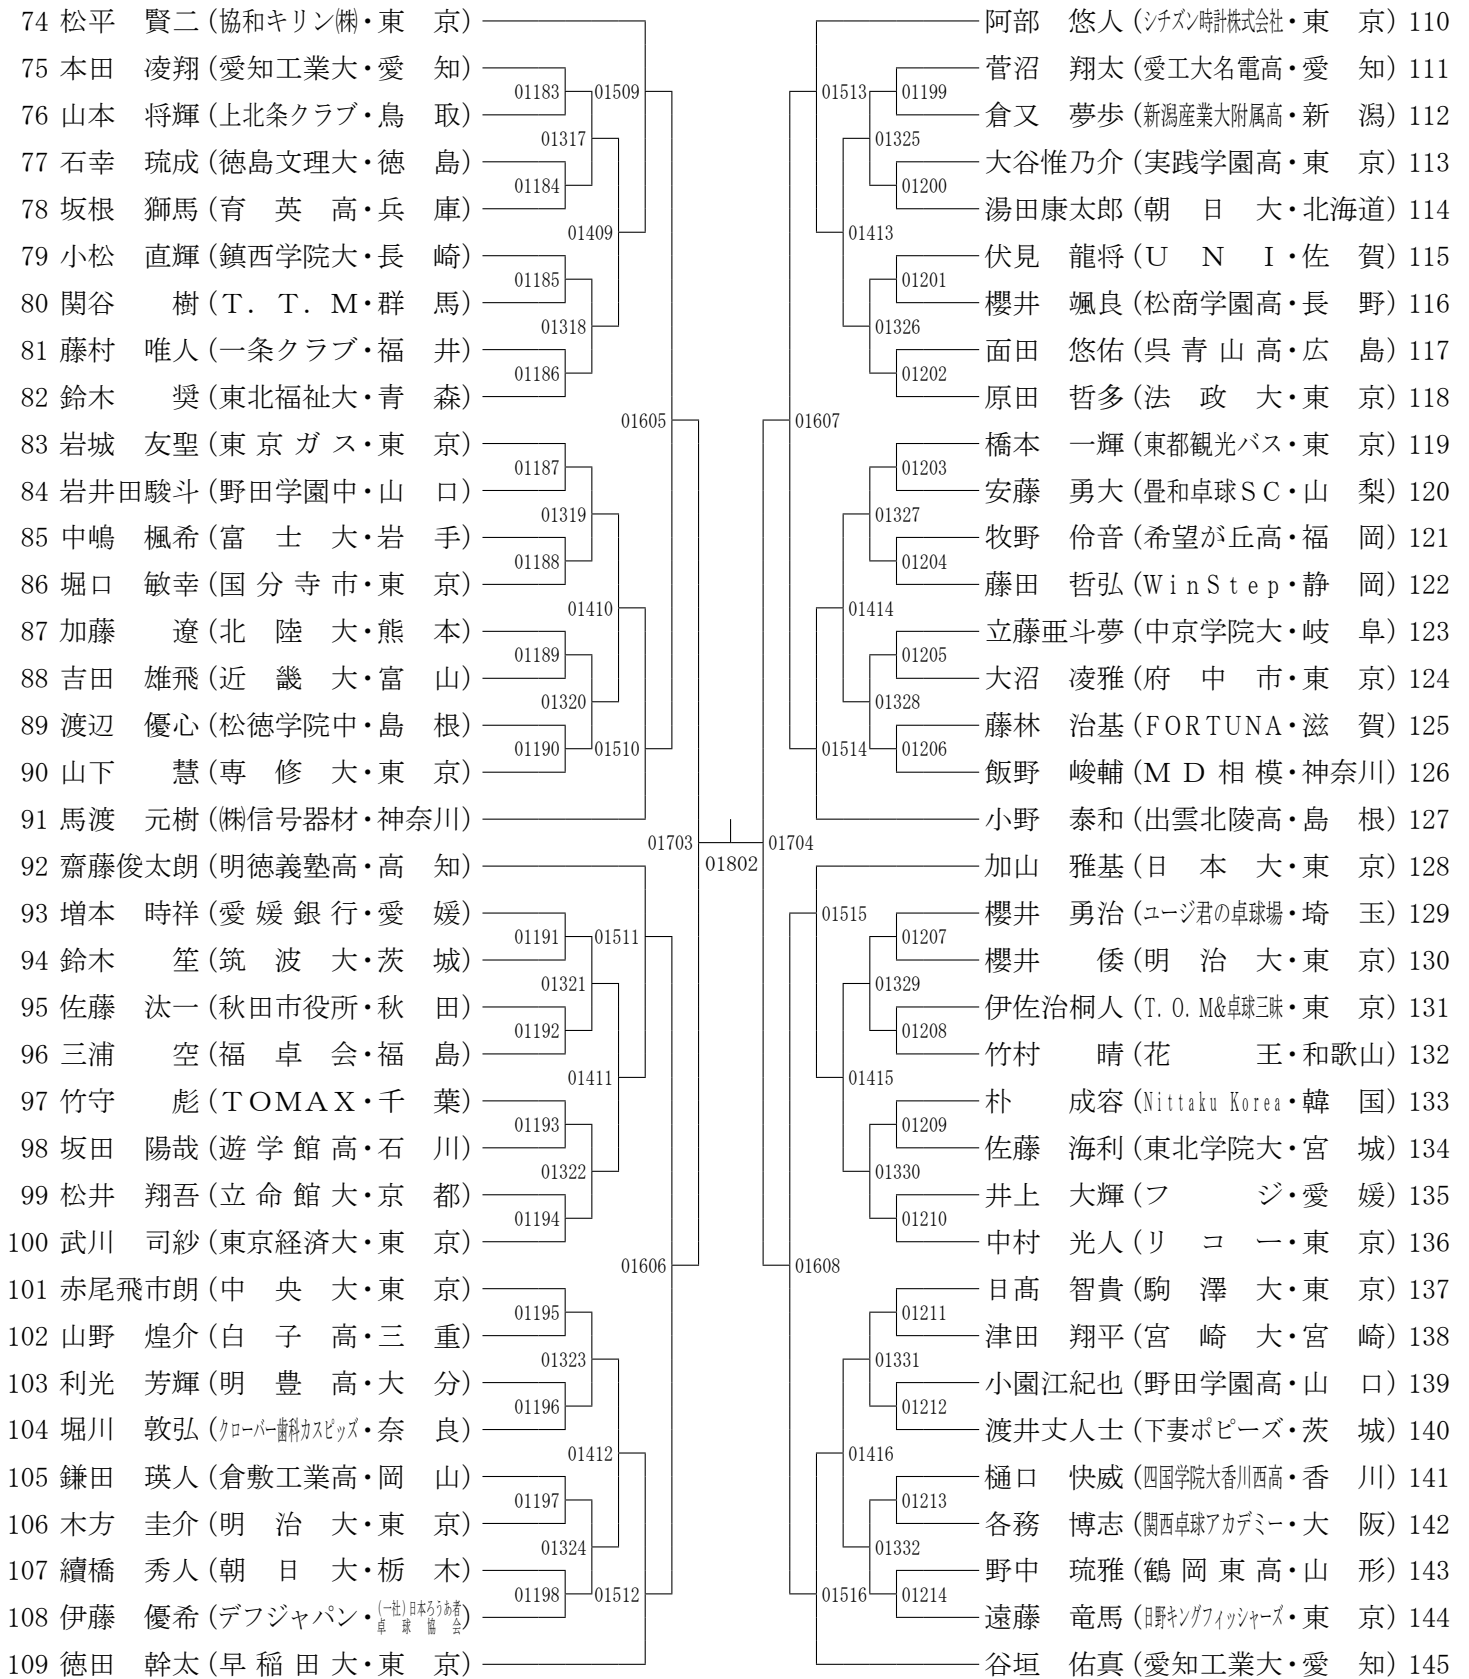 74 松平　賢二 (協和キリン㈱・東　京)
75 本田　凌翔 (愛知工業大・愛　知)
76 山本　将輝 (上北条クラブ・鳥　取)
77 石幸　琉成 (徳島文理大・徳　島)
78 坂根　獅馬 (育　英　高・兵　庫)
79 小松　直輝 (鎮西学院大・長　崎)
80 関谷　　樹 (Ｔ．Ｔ．Ｍ・群　馬)
81 藤村　唯人 (一条クラブ・福　井)
82 鈴木　　奨 (東北福祉大・青　森)
83 岩城　友聖 (東 京 ガ ス・東　京)
84 岩井田駿斗 (野田学園中・山　口)
85 中嶋　楓希 (富　士　大・岩　手)
86 堀口　敏幸 (国 分 寺 市・東　京)
87 加藤　　遼 (北　陸　大・熊　本)
88 吉田　雄飛 (近　畿　大・富　山)
89 渡辺　優心 (松徳学院中・島　根)
90 山下　　慧 (専　修　大・東　京)
91 馬渡　元樹 (㈱信号器材・神奈川)
92 齋藤俊太朗 (明徳義塾高・高　知)
93 増本　時祥 (愛 媛 銀 行・愛　媛)
94 鈴木　　笙 (筑　波　大・茨　城)
95 佐藤　汰一 (秋田市役所・秋　田)
96 三浦　　空 (福　卓　会・福　島)
97 竹守　　彪 (ＴＯＭＡＸ・千　葉)
98 坂田　陽哉 (遊 学 館 高・石　川)
99 松井　翔吾 (立 命 館 大・京　都)
100 武川　司紗 (東京経済大・東　京)
101 赤尾飛市朗 (中　央　大・東　京)
102 山野　煌介 (白　子　高・三　重)
103 利光　芳輝 (明　豊　高・大　分)
104 堀川　敦弘 (クローバー歯科カスピッズ・奈　良)
105 鎌田　瑛人 (倉敷工業高・岡　山)
106 木方　圭介 (明　治　大・東　京)
107 續橋　秀人 (朝　日　大・栃　木)
108 伊藤　優希 (デフジャパン・(一社)日本ろうあ者卓球協会)
109 徳田　幹太 (早 稲 田 大・東　京)
01183
01184
01185
01186
01187
01188
01189
01190
01191
01192
01193
01194
01195
01196
01197
01198
01317
01318
01319
01320
01321
01322
01323
01324
01409
01410
01411
01412
01509
01510
01511
01512
01605
01606
01703
01802
01704
01607
01608
01513
01514
01515
01516
01413
01414
01415
01416
01325
01326
01327
01328
01329
01330
01331
01332
01199
01200
01201
01202
01203
01204
01205
01206
01207
01208
01209
01210
01211
01212
01213
01214
阿部　悠人 (シチズン時計株式会社・東　京) 110
菅沼　翔太 (愛工大名電高・愛　知) 111
倉又　夢歩 (新潟産業大附属高・新　潟) 112
大谷惟乃介 (実践学園高・東　京) 113
湯田康太郎 (朝　日　大・北海道) 114
伏見　龍将 (Ｕ　Ｎ　Ｉ・佐　賀) 115
櫻井　颯良 (松商学園高・長　野) 116
面田　悠佑 (呉 青 山 高・広　島) 117
原田　哲多 (法　政　大・東　京) 118
橋本　一輝 (東都観光バス・東　京) 119
安藤　勇大 (畳和卓球ＳＣ・山　梨) 120
牧野　伶音 (希望が丘高・福　岡) 121
藤田　哲弘 (WinStep・静　岡) 122
立藤亜斗夢 (中京学院大・岐　阜) 123
大沼　凌雅 (府　中　市・東　京) 124
藤林　治基 (FORTUNA・滋　賀) 125
飯野　峻輔 (Ｍ Ｄ 相 模・神奈川) 126
小野　泰和 (出雲北陵高・島　根) 127
加山　雅基 (日　本　大・東　京) 128
櫻井　勇治 (ユージ君の卓球場・埼　玉) 129
櫻井　　倭 (明　治　大・東　京) 130
伊佐治桐人 (T.O.M&卓球三昧・東　京) 131
竹村　　晴 (花　　　王・和歌山) 132
朴　　成容 (Nittaku Korea・韓　国) 133
佐藤　海利 (東北学院大・宮　城) 134
井上　大輝 (フ　　　ジ・愛　媛) 135
中村　光人 (リ　コ　ー・東　京) 136
日髙　智貴 (駒　澤　大・東　京) 137
津田　翔平 (宮　崎　大・宮　崎) 138
小園江紀也 (野田学園高・山　口) 139
渡井丈人士 (下妻ポピーズ・茨　城) 140
樋口　快威 (四国学院大香川西高・香　川) 141
各務　博志 (関西卓球アカデミー・大　阪) 142
野中　琉雅 (鶴 岡 東 高・山　形) 143
遠藤　竜馬 (日野キングフィッシャーズ・東　京) 144
谷垣　佑真 (愛知工業大・愛　知) 145